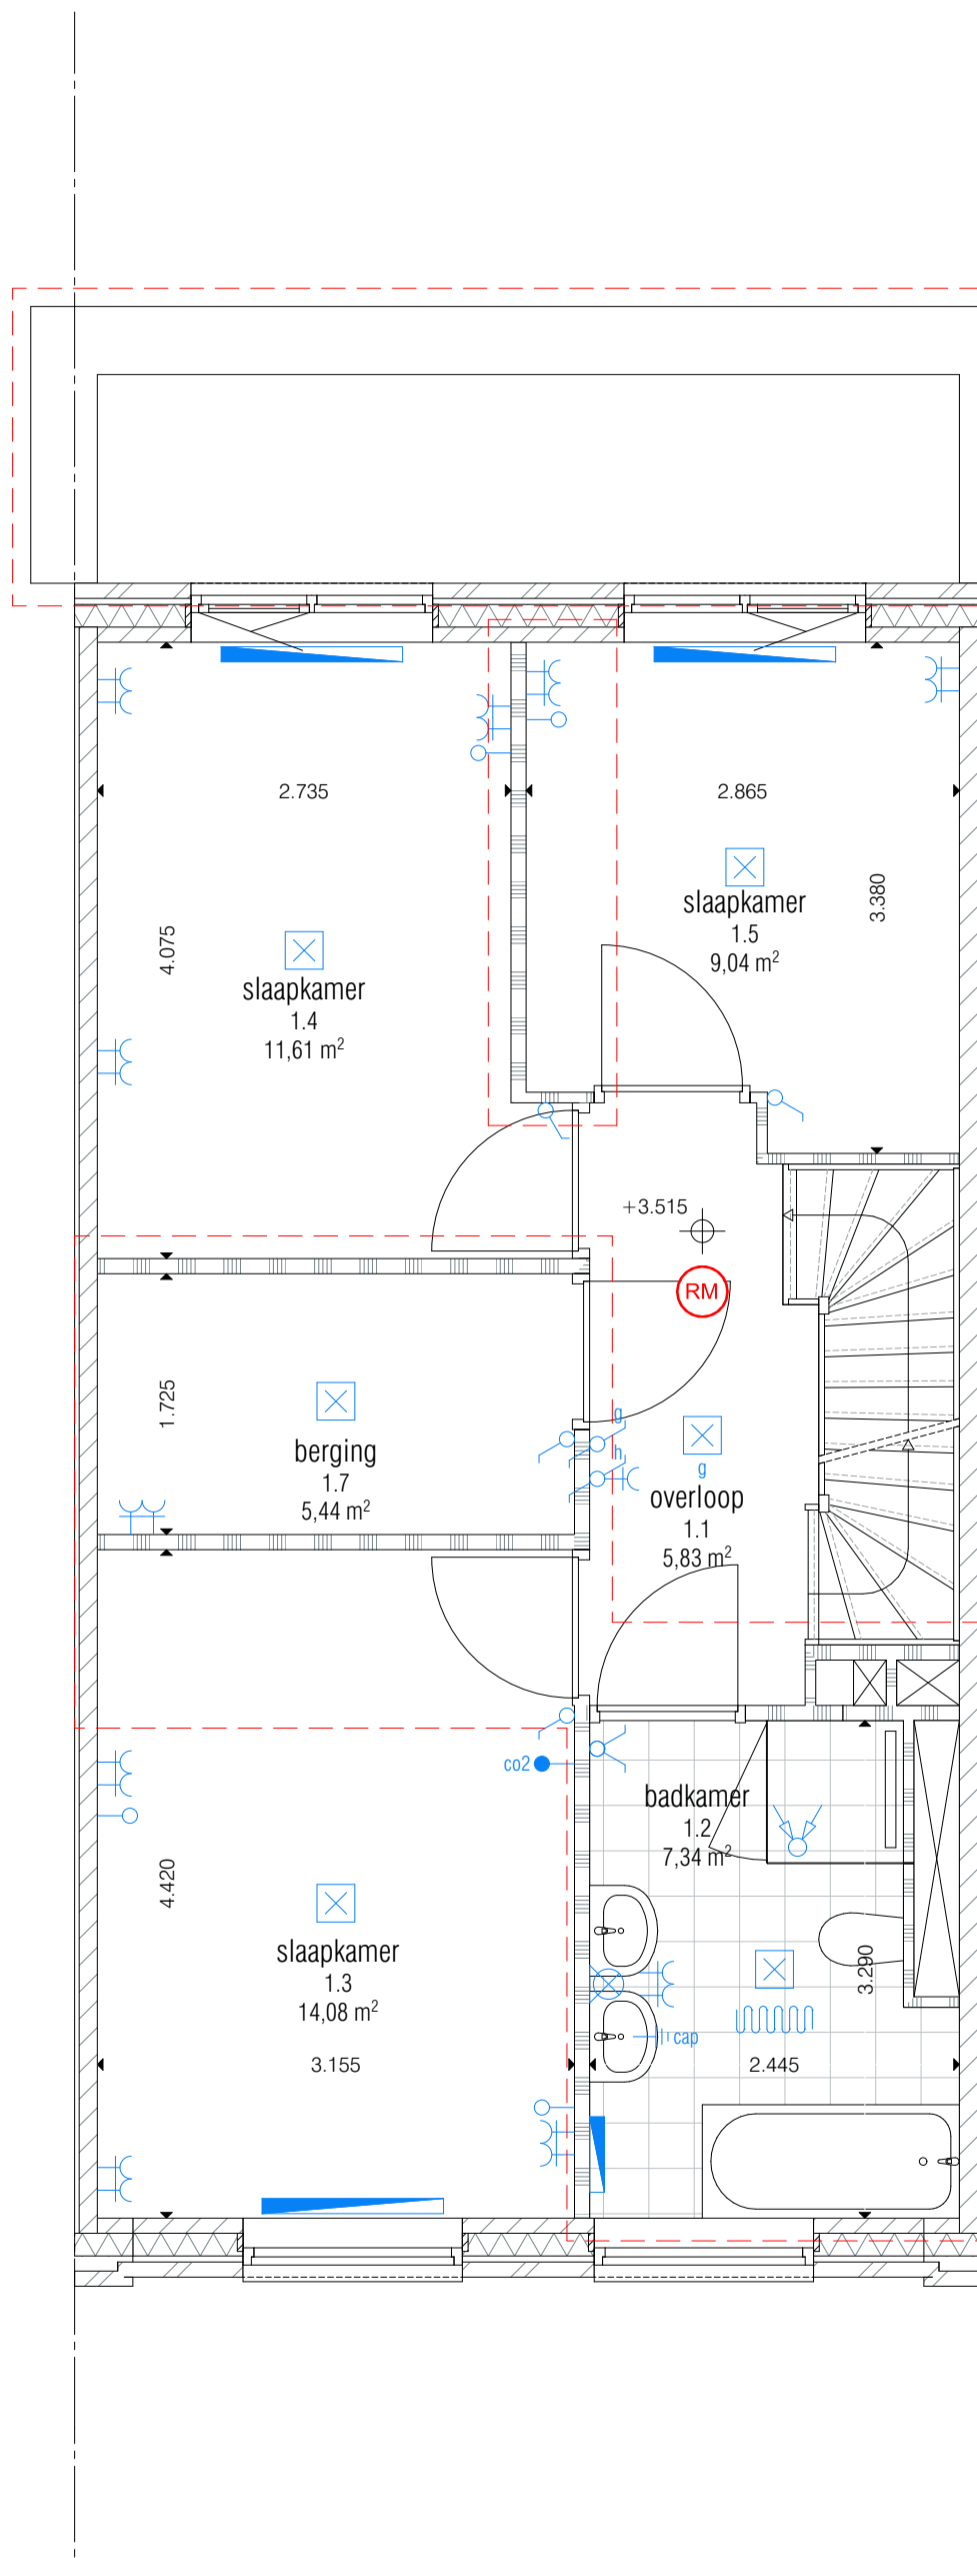 2.735
2.865
slaapkamer
1.5
9,04 m²
3.380
4.075
slaapkamer
1.4
11,61 m²
+3.515
RM
1.725
berging
1.7
5,44 m²
g
h
g
overloop
1.1
5,83 m²
co2
badkamer
1.2
7,34 m²
4.420
slaapkamer
1.3
14,08 m²
3.290
cap
3.155
2.445